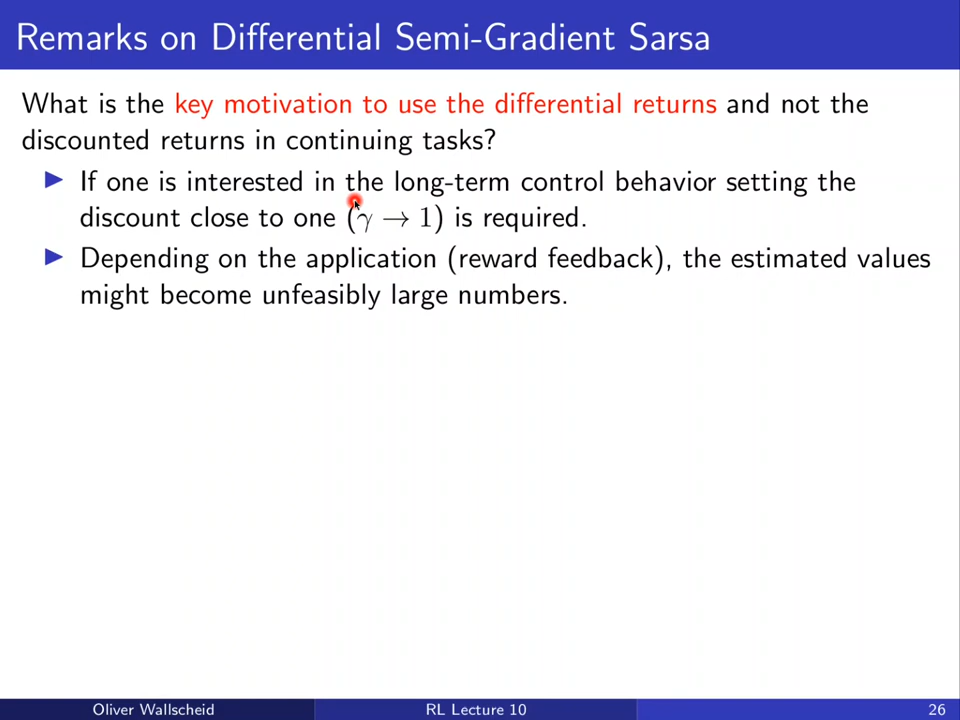 Remarks on Differential Semi-Gradient Sarsa
What is the key motivation to use the differential returns and not the
discounted returns in continuing tasks?
If one is interested in the long-term control behavior setting the
discount close to one (γ → 1) is required.
Depending on the application (reward feedback), the estimated values
might become unfeasibly large numbers.
Oliver Wallscheid
RL Lecture 10
26